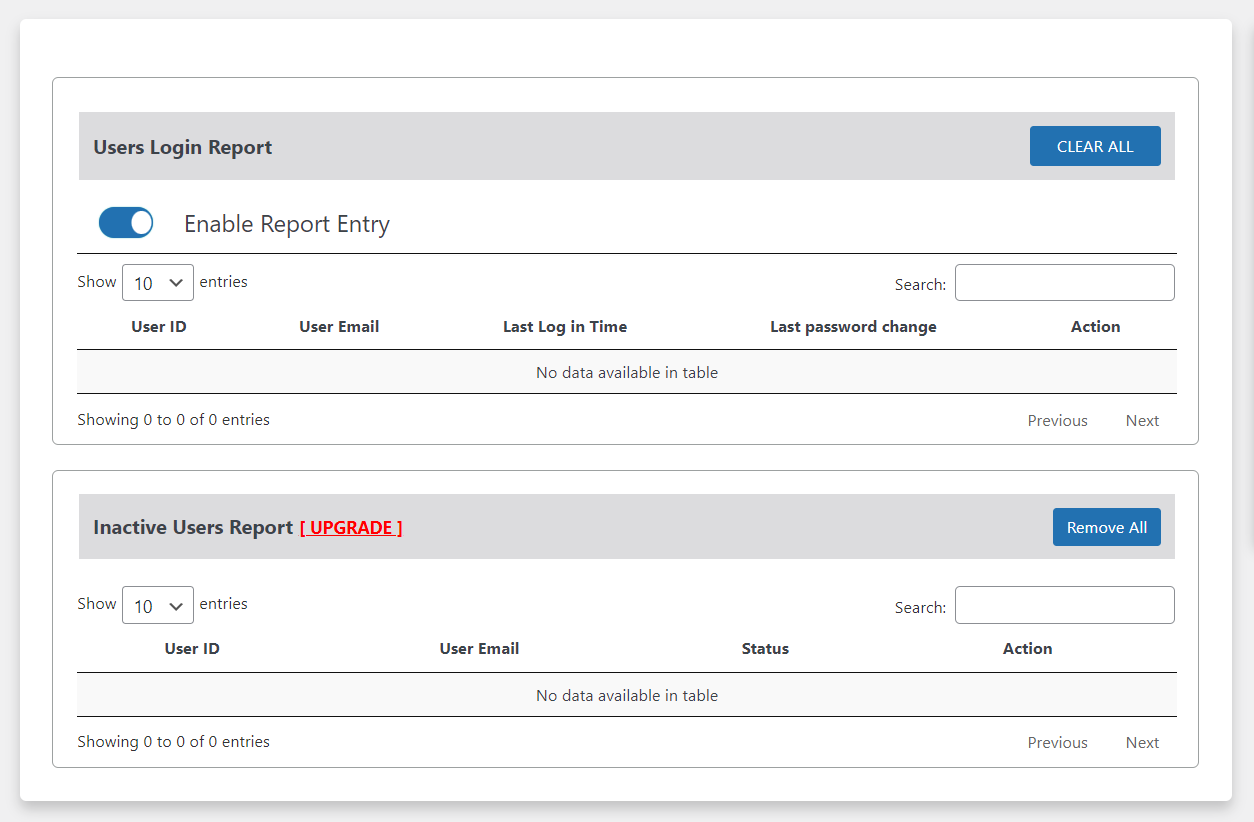 Users Login Report CLEAR ALL
Enable Report Entry
Show 10 entries Search:
User ID User Email Last Log in Time Last password change Action
No data available in table
Showing 0 to 0 of 0 entries Previous Next
Inactive Users Report [ UPGRADE ] Remove All
Show 10 entries Search:
User ID User Email Status Action
No data available in table
Showing 0 to 0 of 0 entries Previous Next